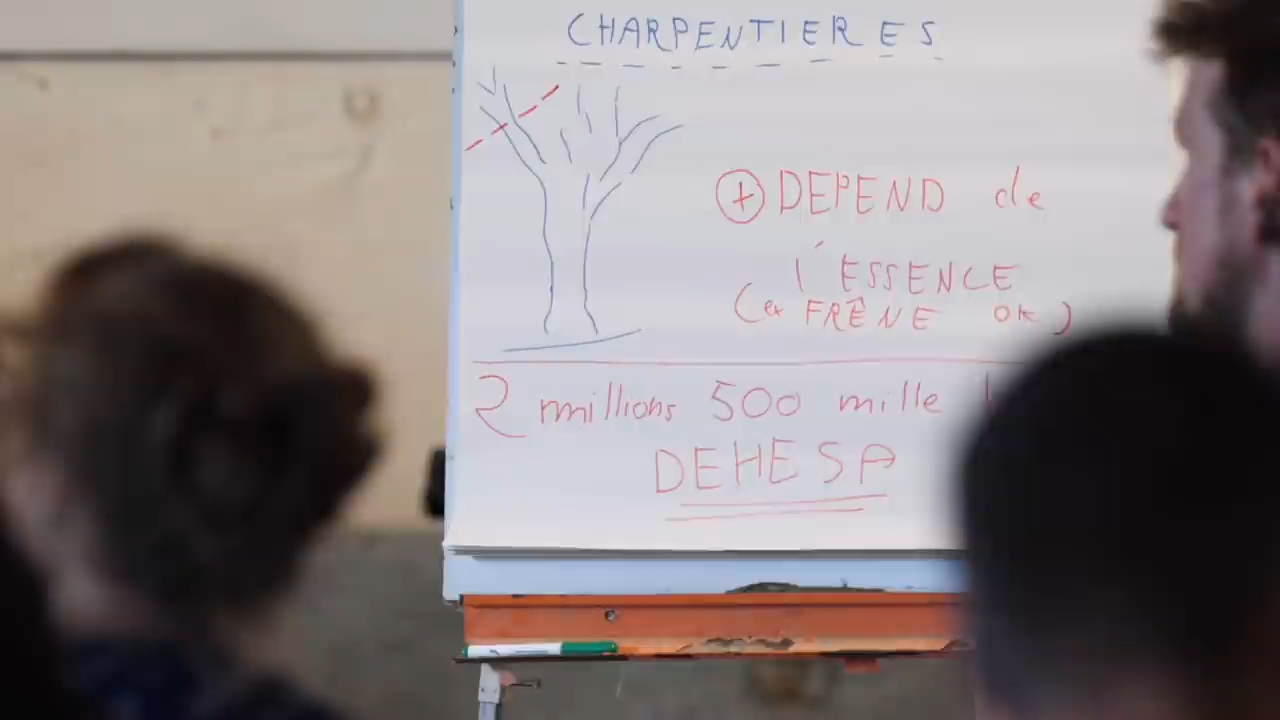 CHARPENTIERES
⊕ DEPEND de
l'ESSENCE
(ex FRÊNE OK)
2 millions 500 mille
DEHESA